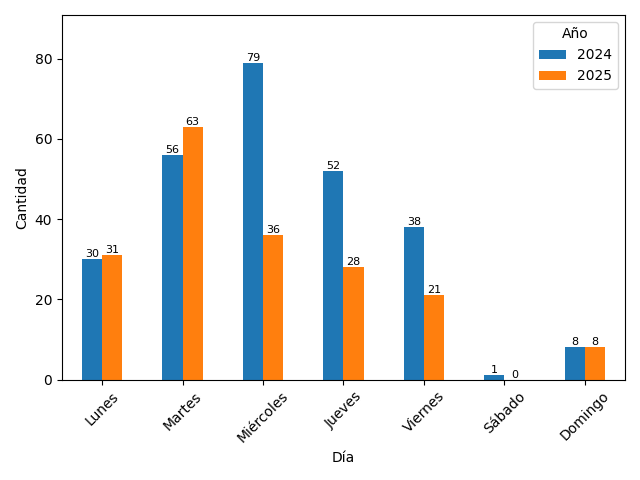 Año
2024
2025
Cantidad
80
60
40
20
0
30 31
56 63
79 36
52 28
38 21
1 0
8 8
Lunes
Martes
Miércoles
Jueves
Viernes
Sábado
Domingo
Día